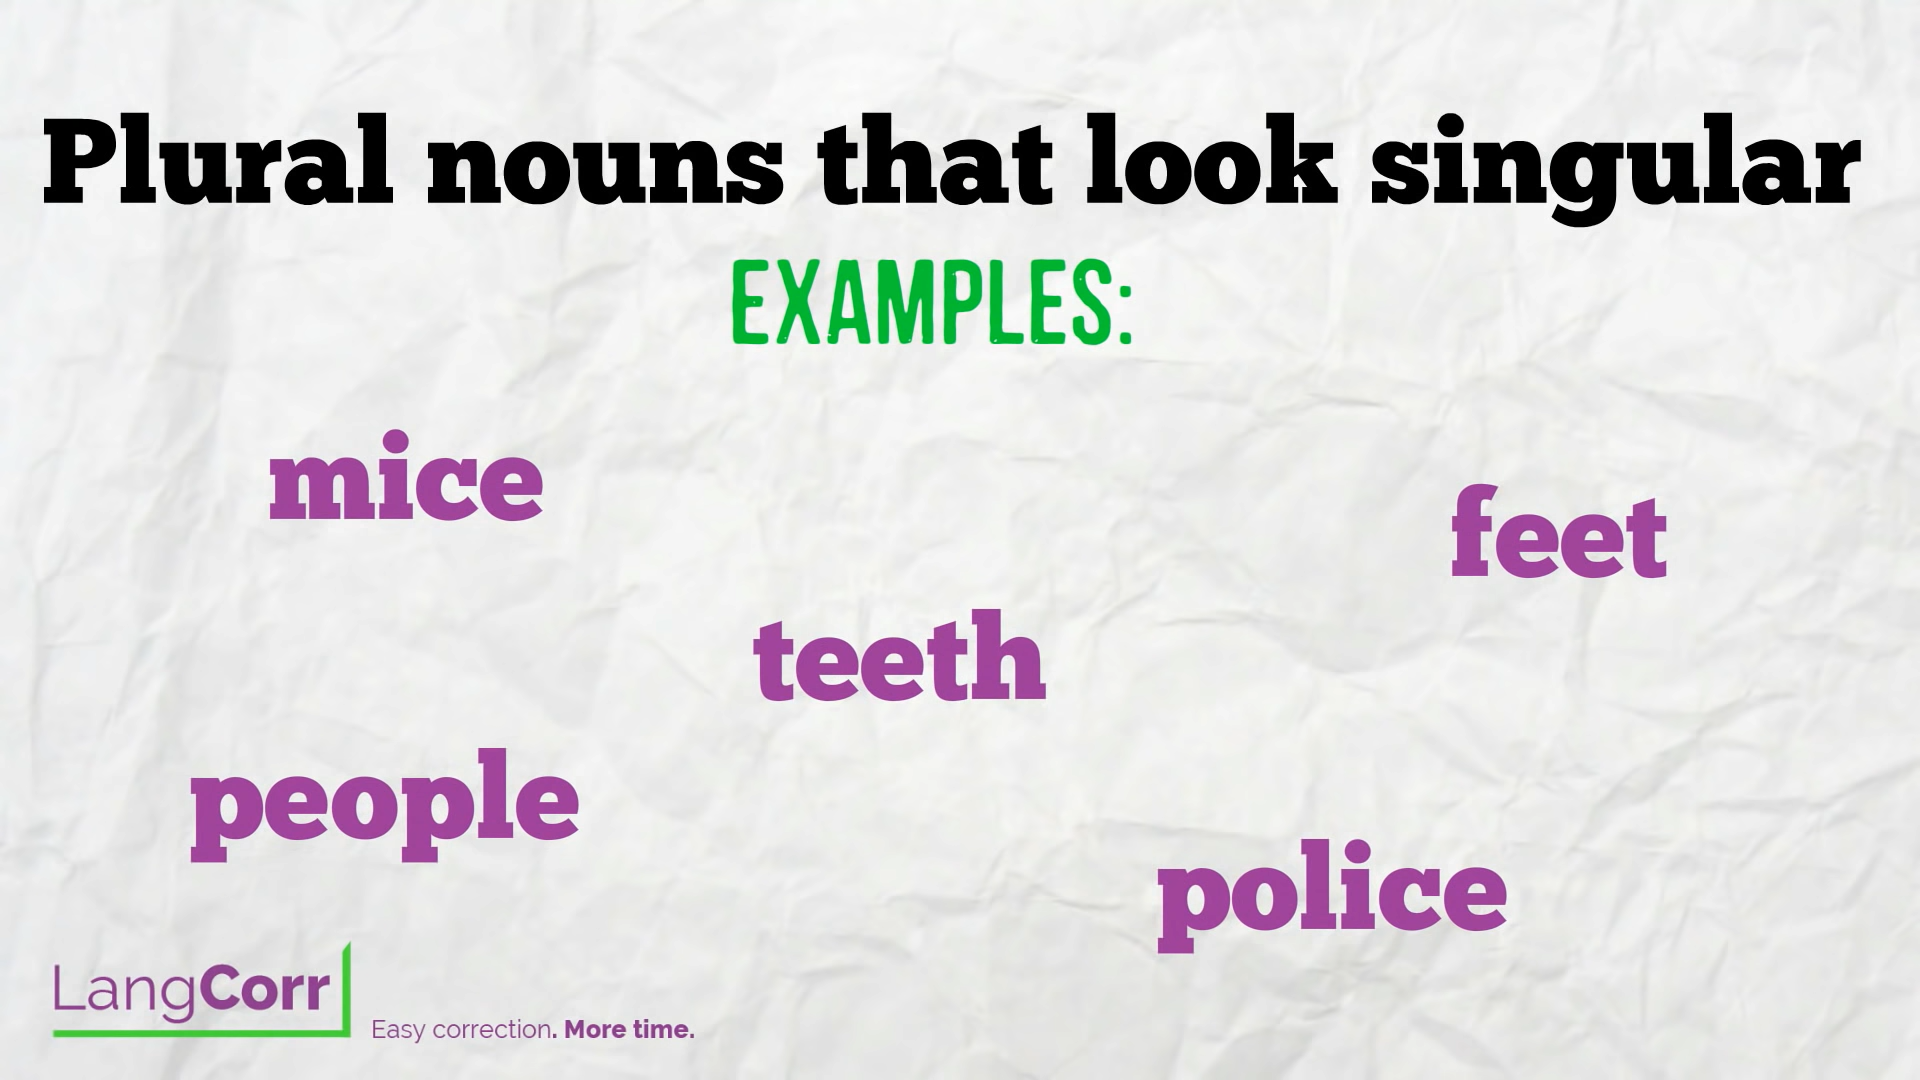 Plural nouns that look singular
EXAMPLES:
mice
feet
teeth
people
police
LangCorr
Easy correction. More time.